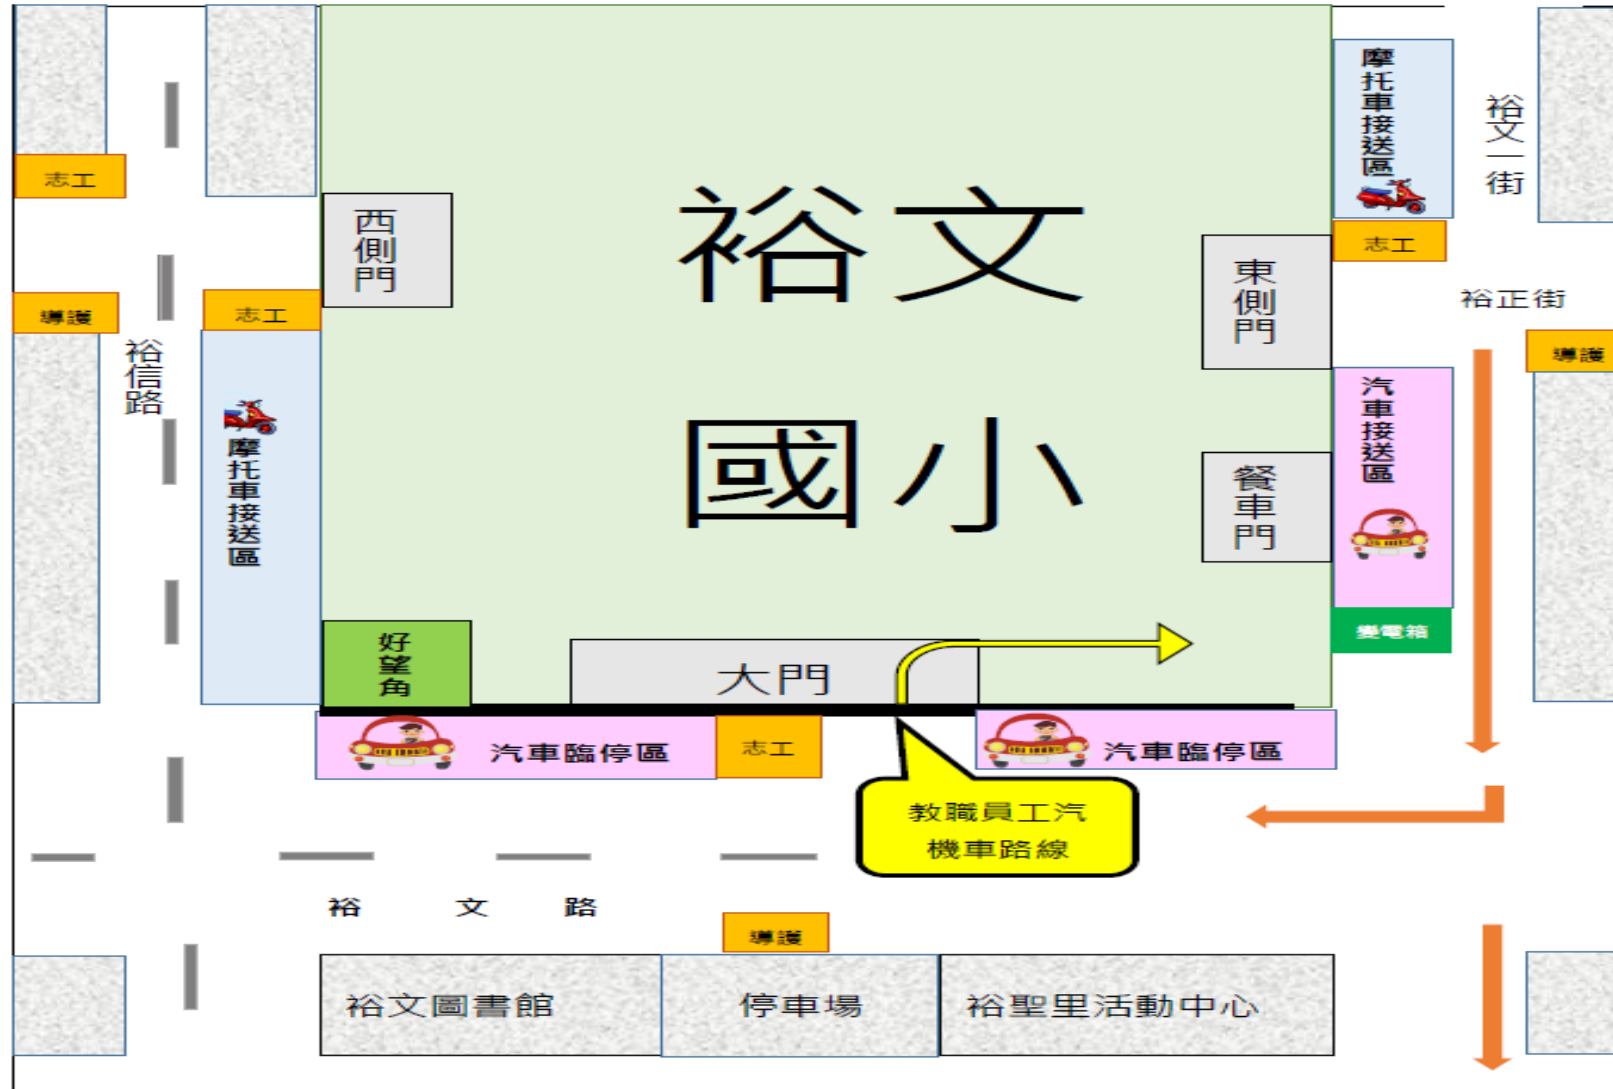 摩托車接送區
裕文一街
志工
西側門
裕文
國小
志工
東側門
裕正街
導護
志工
導護
裕信路
汽車接送區
摩托車接送區
餐車門
變電箱
好望角
大門
汽車臨停區
志工
汽車臨停區
教職員工汽
機車路線
裕文路
導護
裕文圖書館
停車場
裕聖里活動中心